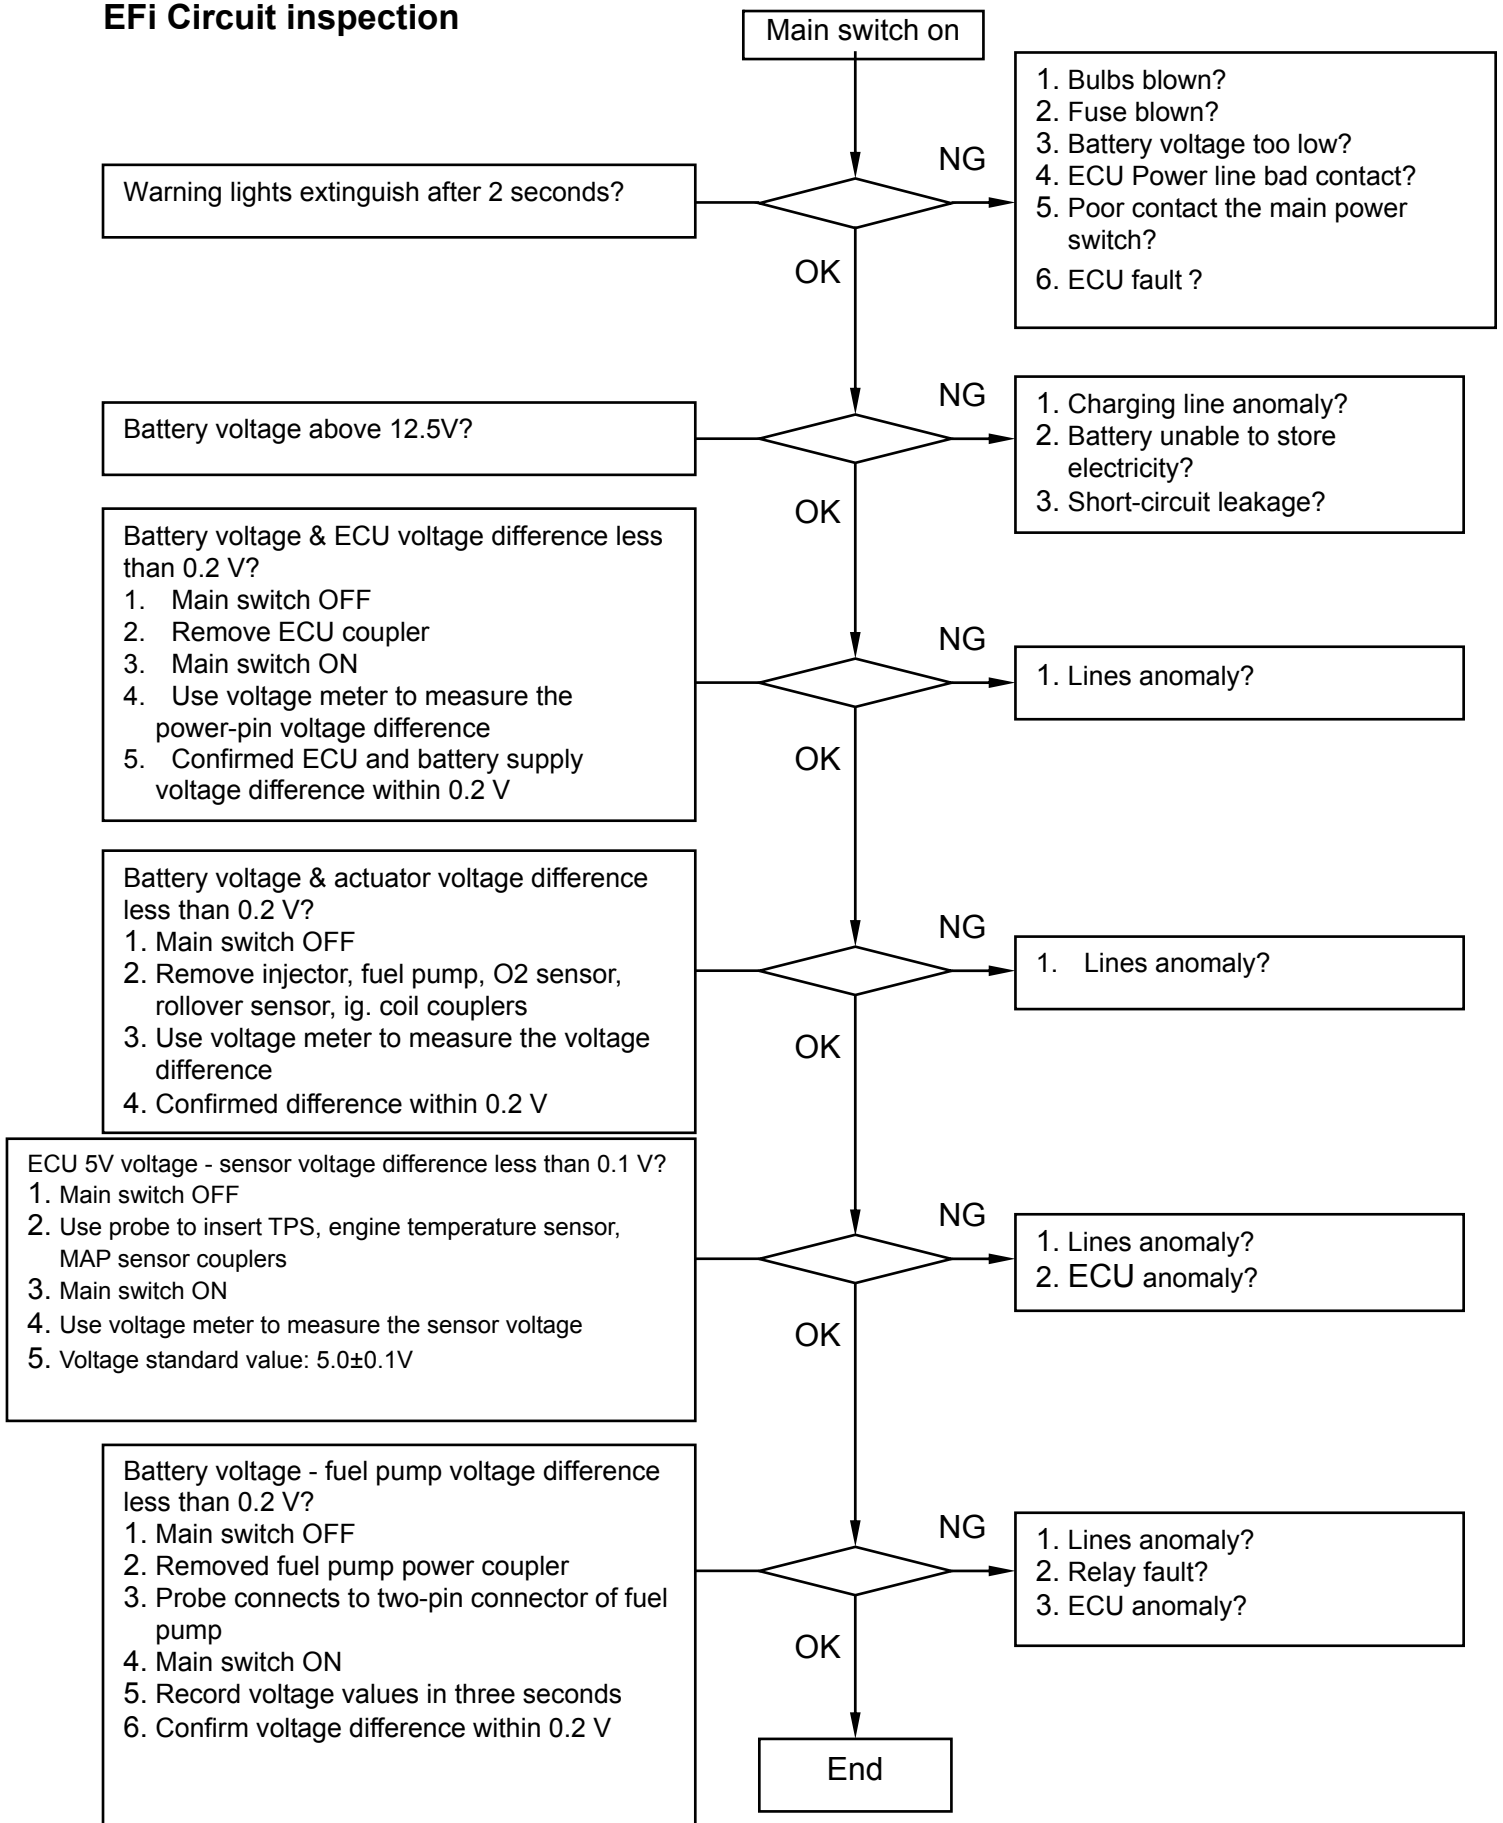 EFi Circuit inspection
Main switch on
Warning lights extinguish after 2 seconds?
NG
1. Bulbs blown?
2. Fuse blown?
3. Battery voltage too low?
4. ECU Power line bad contact?
5. Poor contact the main power
switch?
6. ECU fault ?
OK
Battery voltage above 12.5V?
NG
1. Charging line anomaly?
2. Battery unable to store
electricity?
3. Short-circuit leakage?
OK
Battery voltage & ECU voltage difference less
than 0.2 V?
1. Main switch OFF
2. Remove ECU coupler
3. Main switch ON
4. Use voltage meter to measure the
power-pin voltage difference
5. Confirmed ECU and battery supply
voltage difference within 0.2 V
NG
1. Lines anomaly?
OK
Battery voltage & actuator voltage difference
less than 0.2 V?
1. Main switch OFF
2. Remove injector, fuel pump, O2 sensor,
rollover sensor, ig. coil couplers
3. Use voltage meter to measure the voltage
difference
4. Confirmed difference within 0.2 V
NG
1. Lines anomaly?
OK
ECU 5V voltage - sensor voltage difference less than 0.1 V?
1. Main switch OFF
2. Use probe to insert TPS, engine temperature sensor,
MAP sensor couplers
3. Main switch ON
4. Use voltage meter to measure the sensor voltage
5. Voltage standard value: 5.0±0.1V
NG
1. Lines anomaly?
2. ECU anomaly?
OK
Battery voltage - fuel pump voltage difference
less than 0.2 V?
1. Main switch OFF
2. Removed fuel pump power coupler
3. Probe connects to two-pin connector of fuel
pump
4. Main switch ON
5. Record voltage values in three seconds
6. Confirm voltage difference within 0.2 V
NG
1. Lines anomaly?
2. Relay fault?
3. ECU anomaly?
OK
End